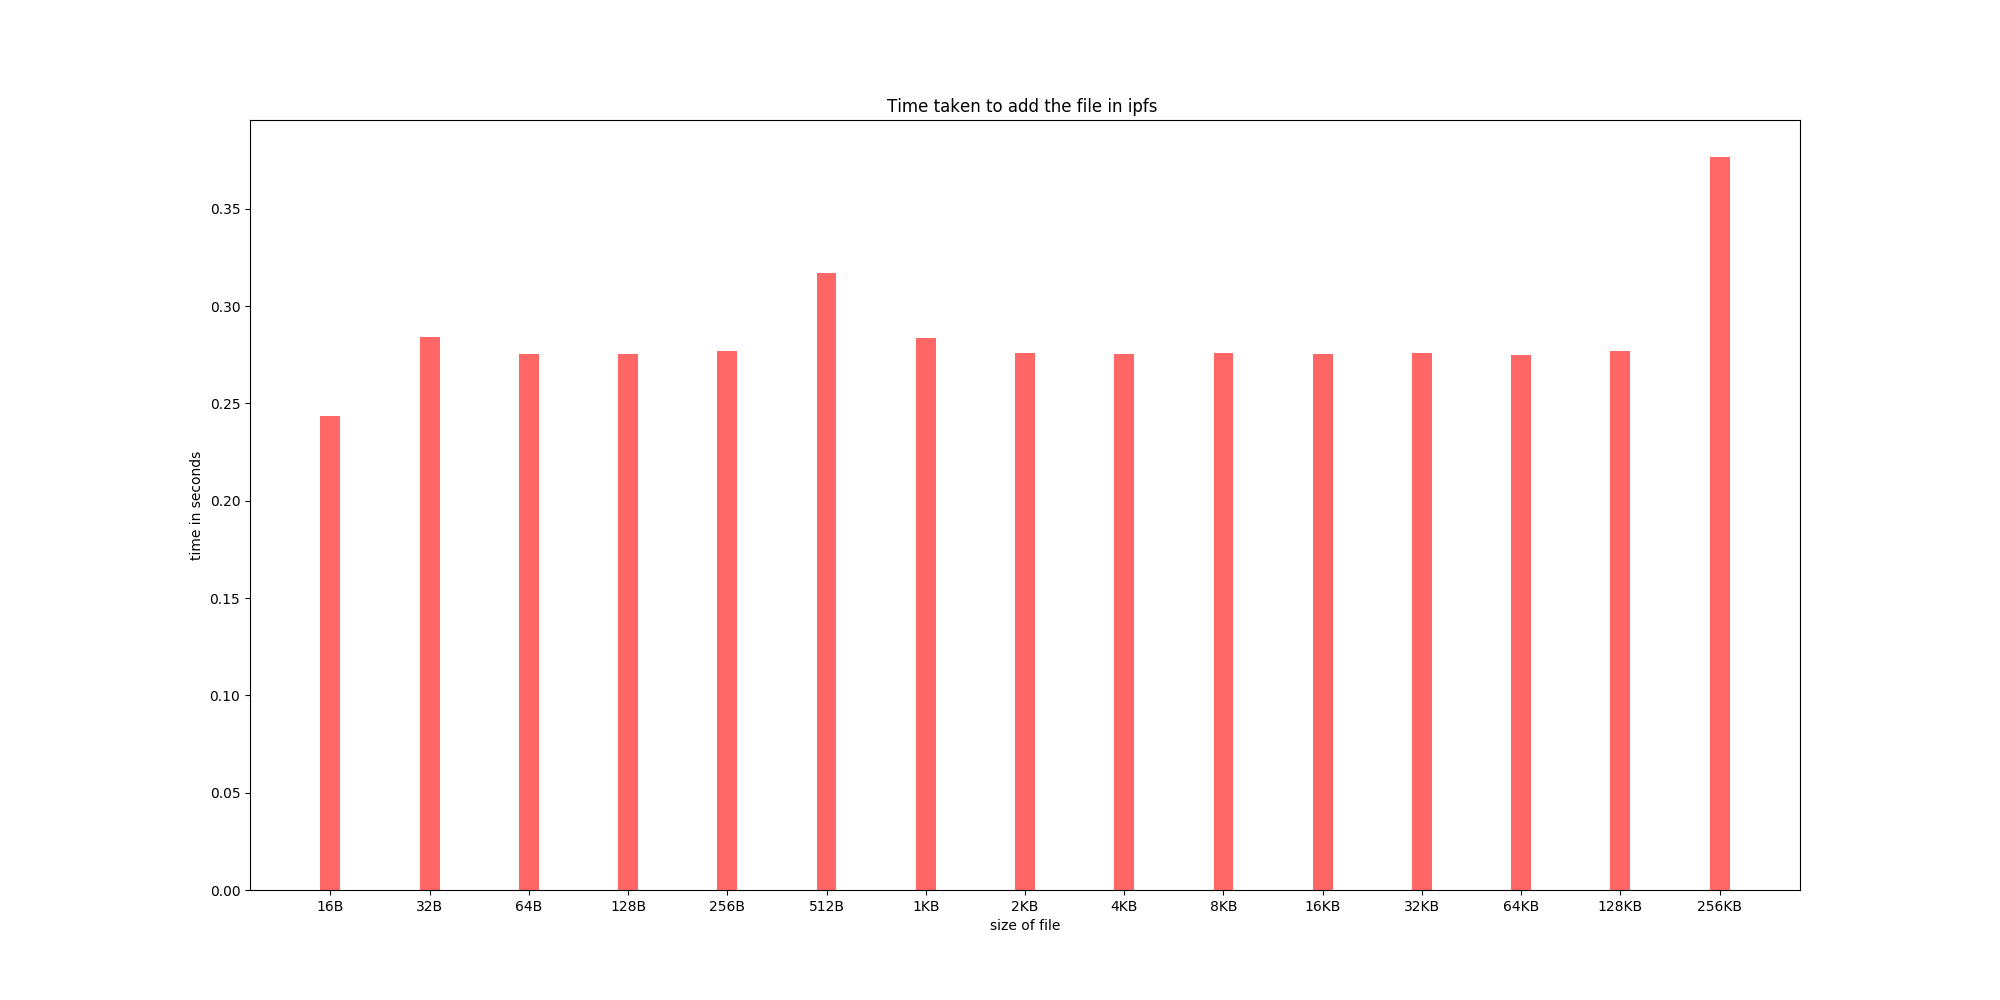 Time taken to add the file in ipfs
0.35
0.30
0.25
0.20
0.15
0.10
0.05
0.00
time in seconds
16B 32B 64B 128B 256B 512B 1KB 2KB 4KB 8KB 16KB 32KB 64KB 128KB 256KB
size of file